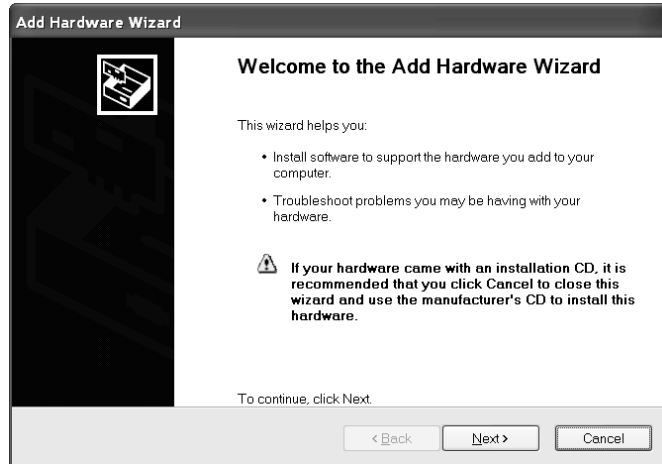 Add Hardware Wizard
Welcome to the Add Hardware Wizard
This wizard helps you:
• Install software to support the hardware you add to your
computer.
• Troubleshoot problems you may be having with your
hardware.
If your hardware came with an installation CD, it is
recommended that you click Cancel to close this
wizard and use the manufacturer's CD to install this
hardware.
To continue, click Next.
< Back Next > Cancel